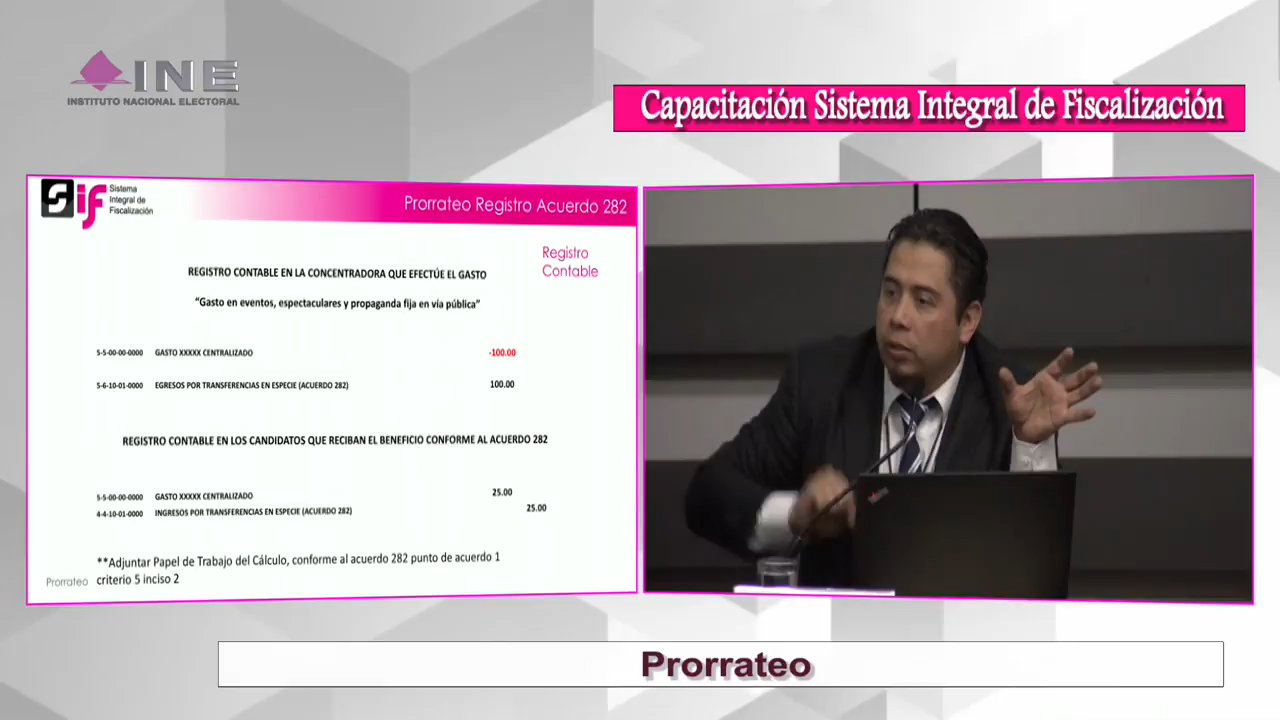 INE
INSTITUTO NACIONAL ELECTORAL
Capacitación Sistema Integral de Fiscalización
Sif Sistema
Integral de
Fiscalización
Prorrateo Registro Acuerdo 282
Registro
Contable
REGISTRO CONTABLE EN LA CONCENTRADORA QUE EFECTÚE EL GASTO
“Gasto en eventos, espectaculares y propaganda fija en vía pública”
5-5-00-00-0000 GASTO XXXXX CENTRALIZADO -100.00
5-6-10-01-0000 EGRESOS POR TRANSFERENCIAS EN ESPECIE (ACUERDO 282) 100.00
REGISTRO CONTABLE EN LOS CANDIDATOS QUE RECIBAN EL BENEFICIO CONFORME AL ACUERDO 282
5-5-00-00-0000 GASTO XXXXX CENTRALIZADO 25.00
4-4-10-01-0000 INGRESOS POR TRANSFERENCIAS EN ESPECIE (ACUERDO 282) 25.00
**Adjuntar Papel de Trabajo del Cálculo, conforme al acuerdo 282 punto de acuerdo 1
criterio 5 inciso 2
Prorrateo
Prorrateo